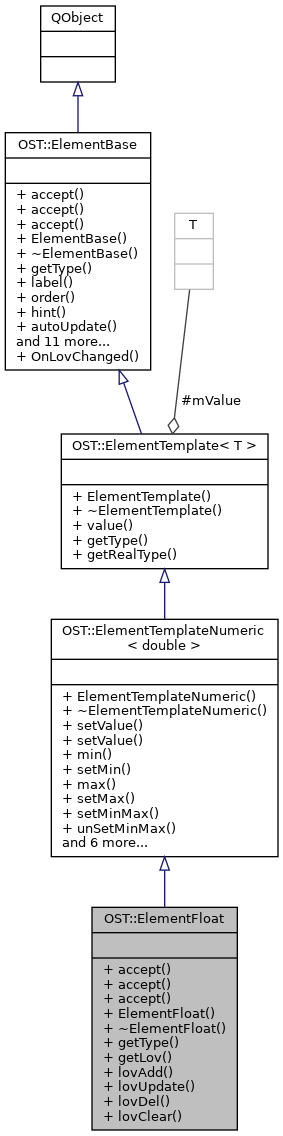 QObject
OST::ElementBase
+ accept()
+ accept()
+ accept()
+ ElementBase()
+ ~ElementBase()
+ getType()
+ label()
+ order()
+ hint()
+ autoUpdate()
and 11 more...
+ OnLovChanged()
T
#mValue
OST::ElementTemplate< T >
+ ElementTemplate()
+ ~ElementTemplate()
+ value()
+ getType()
+ getRealType()
OST::ElementTemplateNumeric
< double >
+ ElementTemplateNumeric()
+ ~ElementTemplateNumeric()
+ setValue()
+ setValue()
+ min()
+ setMin()
+ max()
+ setMax()
+ setMinMax()
+ unSetMinMax()
and 6 more...
OST::ElementFloat
+ accept()
+ accept()
+ accept()
+ ElementFloat()
+ ~ElementFloat()
+ getType()
+ getLov()
+ lovAdd()
+ lovUpdate()
+ lovDel()
+ lovClear()